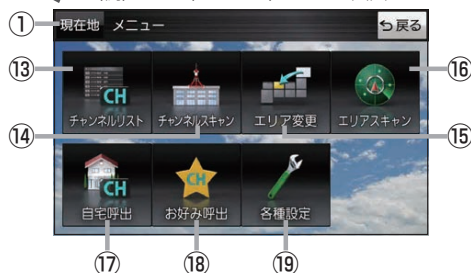 ① 現在地 メニュー 戻る
⑬ ⑯
CH CH
チャンネルリスト チャンネルスキャン エリア変更 エリアスキャン
⑭ ⑮
CH CH
自宅呼出 お好み呼出 各種設定
⑰ ⑱ ⑲